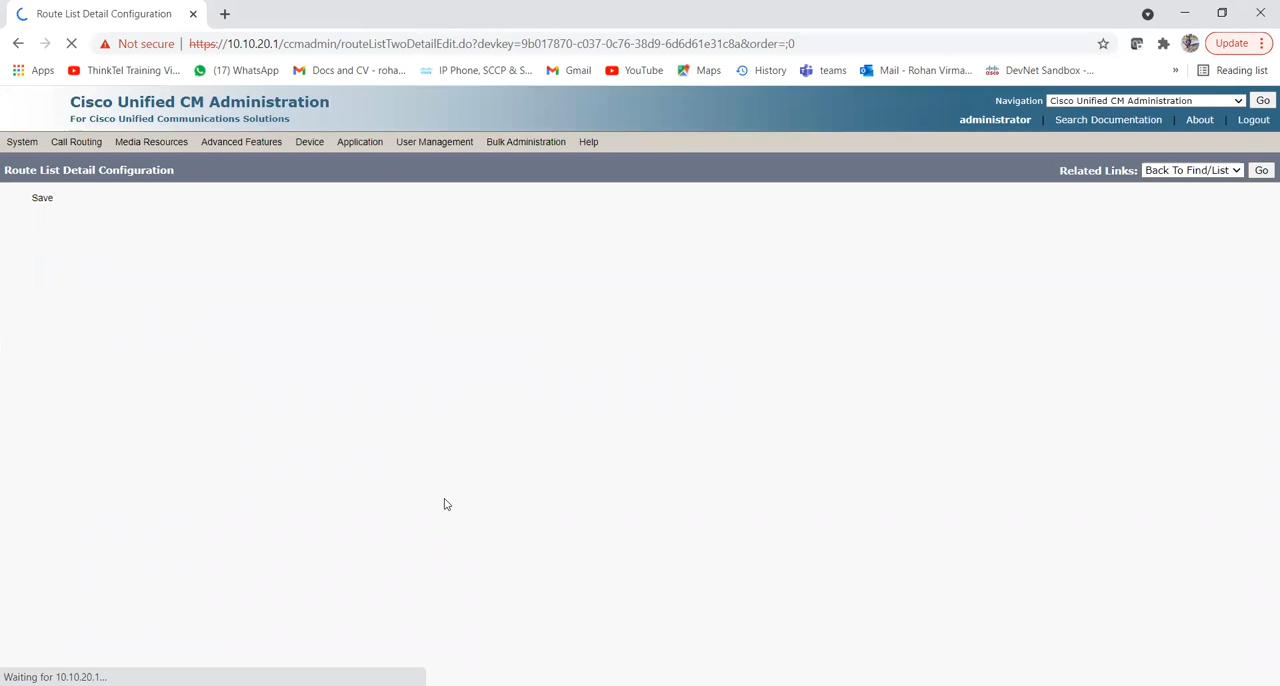 Route List Detail Configuration
Not secure | https://10.10.20.1/ccmadmin/routeListTwoDetailEdit.do?devkey=9b017870-c037-0c76-38d9-6d6d61e31c8a&order=;0 Update
Apps ThinkTel Training Vi... (17) WhatsApp Docs and CV - roha... IP Phone, SCCP & S... Gmail YouTube Maps History teams Mail - Rohan Virma... DevNet Sandbox -... » Reading list
Cisco Unified CM Administration
For Cisco Unified Communications Solutions
Navigation Cisco Unified CM Administration Go
administrator | Search Documentation | About | Logout
System Call Routing Media Resources Advanced Features Device Application User Management Bulk Administration Help
Route List Detail Configuration Related Links: Back To Find/List Go
Save
Waiting for 10.10.20.1...